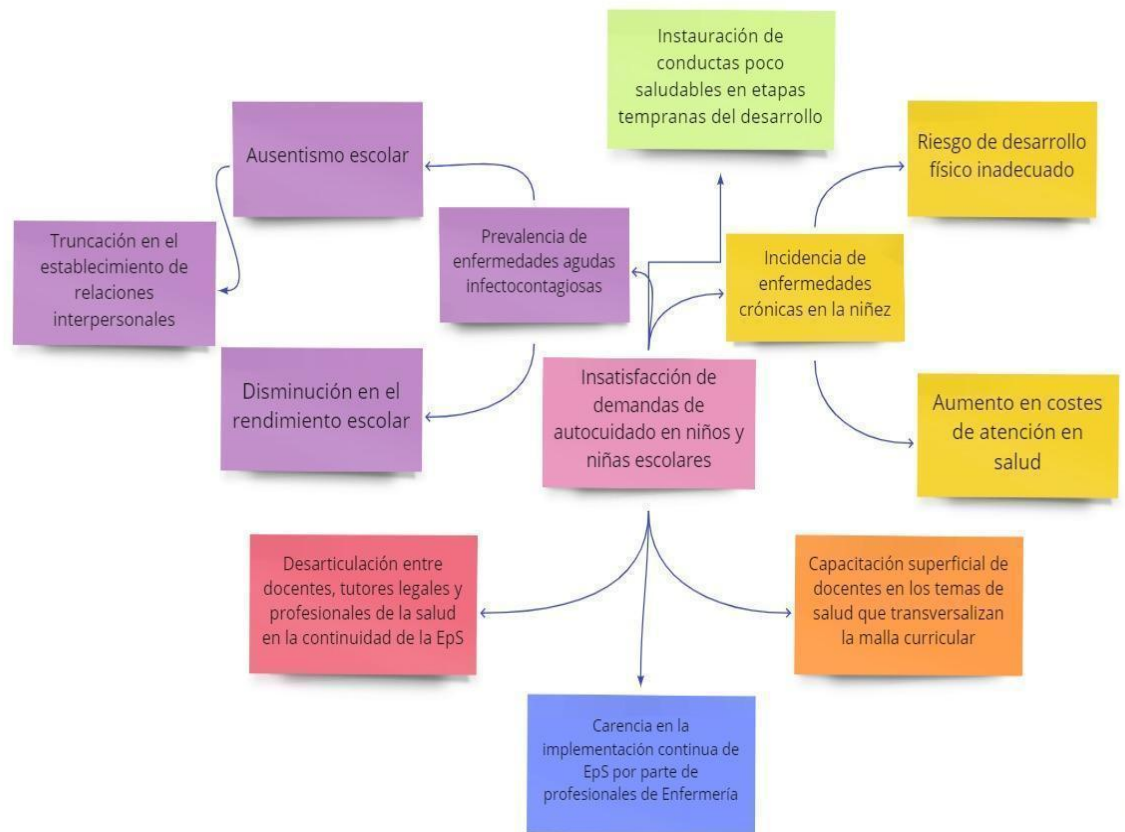 Instauración de
conductas poco
saludables en etapas
tempranas del desarrollo
Ausentismo escolar
Riesgo de desarrollo
físico inadecuado
Truncación en el
establecimiento de
relaciones
interpersonales
Prevalencia de
enfermedades agudas
infectocontagiosas
Incidencia de
enfermedades
crónicas en la niñez
Disminución en el
rendimiento escolar
Insatisfacción de
demandas de
autocuidado en niños y
niñas escolares
Aumento en costes
de atención en
salud
Desarticulación entre
docentes, tutores legales y
profesionales de la salud
en la continuidad de la EpS
Capacitación superficial de
docentes en los temas de
salud que transversalizan
la malla curricular
Carencia en la
implementación continua de
EpS por parte de
profesionales de Enfermería